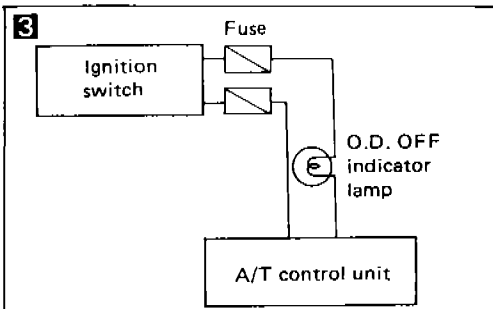 3
Fuse
Ignition
switch
O.D. OFF
indicator
lamp
A/T control unit